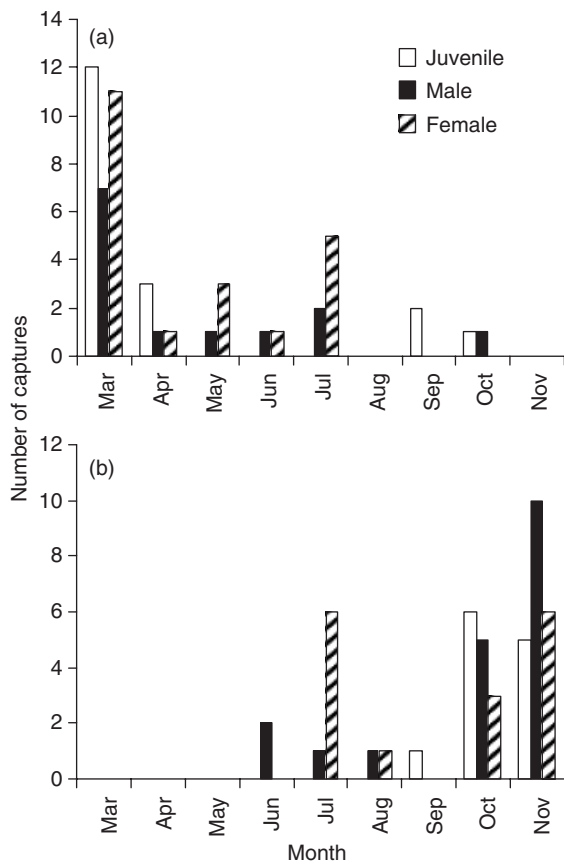 (a)
Juvenile
Male
Female
14
12
10
8
6
4
2
0
Mar
Apr
May
Jun
Jul
Aug
Sep
Oct
Nov
Number of captures
(b)
12
10
8
6
4
2
0
Mar
Apr
May
Jun
Jul
Aug
Sep
Oct
Nov
Month